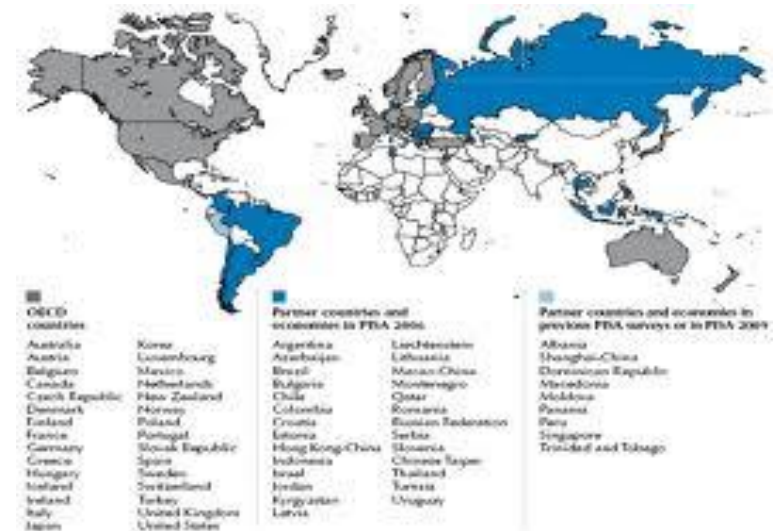 OECD
countries
Australia
Austria
Belgium
Canada
Czech Republic
Denmark
Finland
France
Germany
Greece
Hungary
Iceland
Ireland
Italy
Japan
Korea
Luxembourg
Mexico
Netherlands
New Zealand
Norway
Poland
Portugal
Slovak Republic
Spain
Sweden
Switzerland
Turkey
United Kingdom
United States
Partner countries and
economies in PISA 2006
Argentina
Azerbaijan
Brazil
Bulgaria
Chile
Colombia
Croatia
Estonia
Hong Kong-China
Indonesia
Israel
Jordan
Kyrgyzstan
Latvia
Liechtenstein
Lithuania
Macao-China
Montenegro
Qatar
Romania
Russian Federation
Serbia
Slovenia
Chinese Taipei
Thailand
Tunisia
Uruguay
Partner countries and economies in
previous PISA surveys or in PISA 2009
Albania
Shanghai-China
Dominican Republic
Macedonia
Moldova
Panama
Peru
Singapore
Trinidad and Tobago